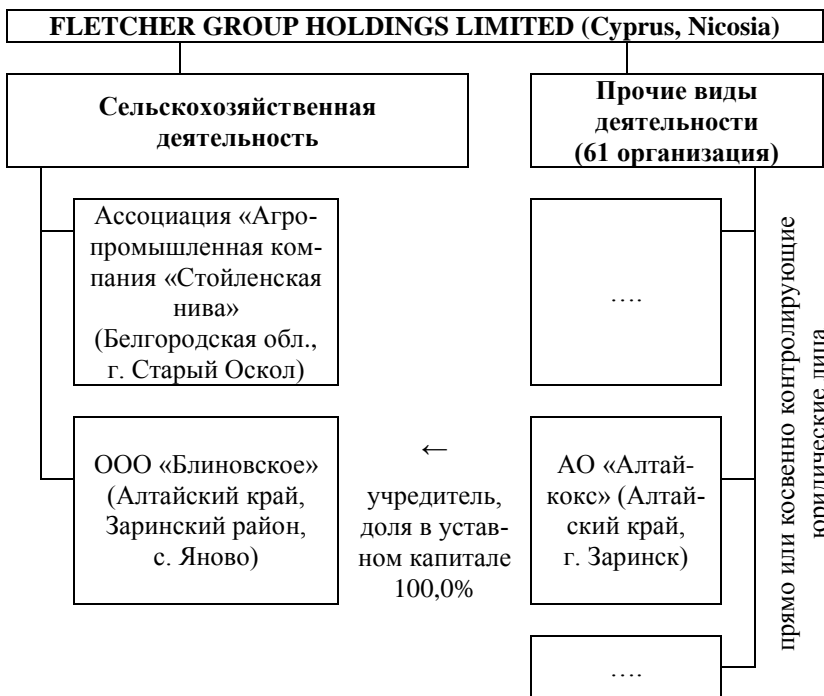 FLETCHER GROUP HOLDINGS LIMITED (Cyprus, Nicosia)
Сельскохозяйственная
деятельность
Прочие виды
деятельности
(61 организация)
Ассоциация «Агро-
промышленная ком-
пания «Стойленская
нива»
(Белгородская обл.,
г. Старый Оскол)
….
ООО «Блиновское»
(Алтайский край,
Заринский район,
с. Яново)
←
учредитель,
доля в устав-
ном капитале
100,0%
АО «Алтай-
кокс» (Алтай-
ский край,
г. Заринск)
….
прямо или косвенно контролирующие
юридические лица